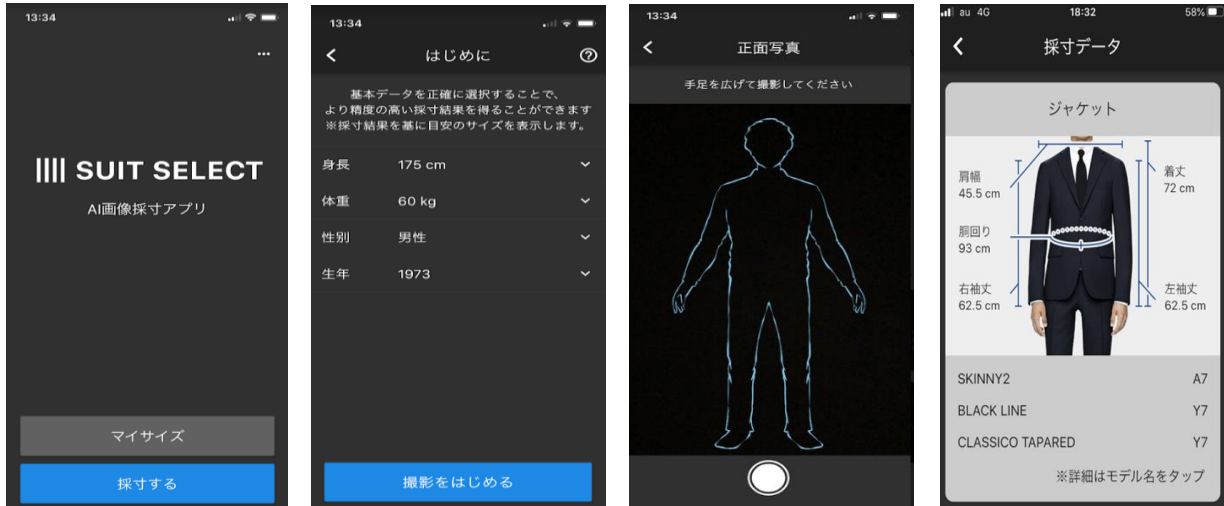 13:34
...
SUIT SELECT
AI画像採寸アプリ
マイサイズ
採寸する
13:34
はじめに
基本データを正確に選択することで、
より精度の高い採寸結果を得ることができます
※採寸結果を基に目安のサイズを表示します。
身長 175 cm
体重 60 kg
性別 男性
生年 1973
撮影をはじめる
13:34
正面写真
手足を広げて撮影してください
au 4G 18:32 58%
採寸データ
ジャケット
肩幅
45.5 cm
着丈
72 cm
胴回り
93 cm
右袖丈
62.5 cm
左袖丈
62.5 cm
SKINNY2 A7
BLACK LINE Y7
CLASSICO TAPARED Y7
※詳細はモデル名をタップ